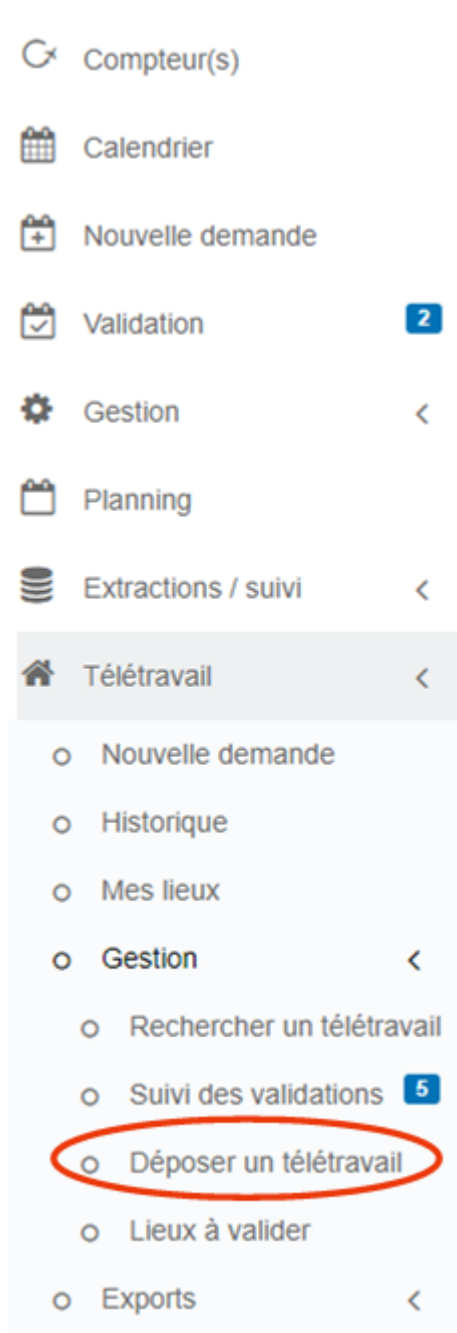 Compteur(s)
Calendrier
Nouvelle demande
Validation 2
Gestion
Planning
Extractions / suivi
Télétravail
Nouvelle demande
Historique
Mes lieux
Gestion
Rechercher un télétravail
Suivi des validations 5
Déposer un télétravail
Lieux à valider
Exports